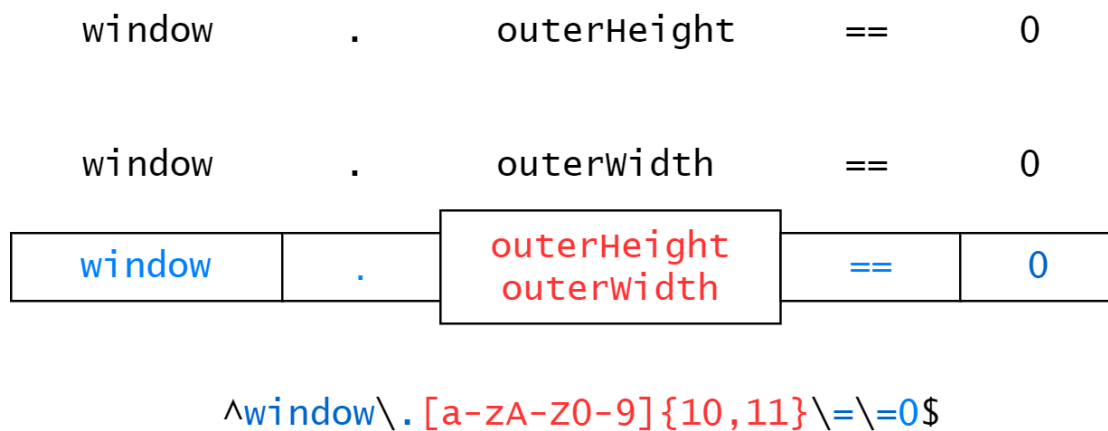 window . outerHeight == 0
window . outerWidth == 0
window . outerHeight == 0
outerWidth
^window\.[a-zA-Z0-9]{10,11}\=\=0$